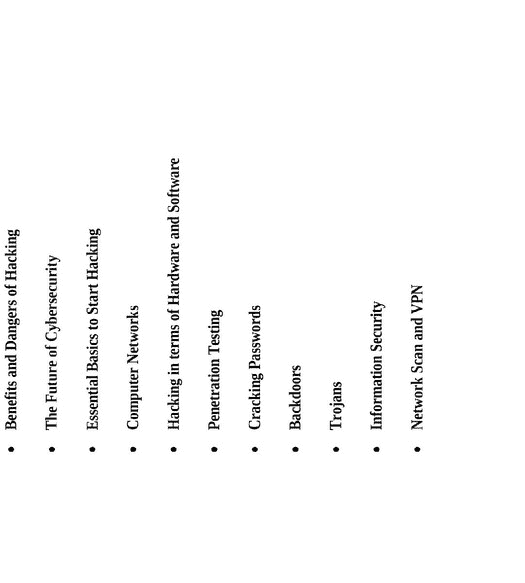 • Benefits and Dangers of Hacking
• The Future of Cybersecurity
• Essential Basics to Start Hacking
• Computer Networks
• Hacking in terms of Hardware and Software
• Penetration Testing
• Cracking Passwords
• Backdoors
• Trojans
• Information Security
• Network Scan and VPN